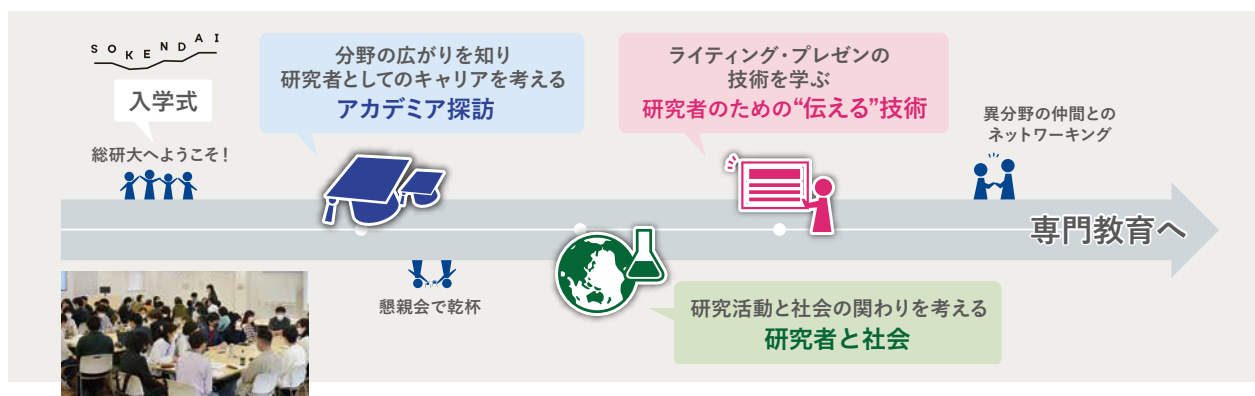 SOKENDAI
入学式
総研大へようこそ！
分野の広がりを知り
研究者としてのキャリアを考える
アカデミア探訪
懇親会で乾杯
研究活動と社会の関わりを考える
研究者と社会
ライティング・プレゼンの
技術を学ぶ
研究者のための“伝える”技術
異分野の仲間との
ネットワーキング
専門教育へ